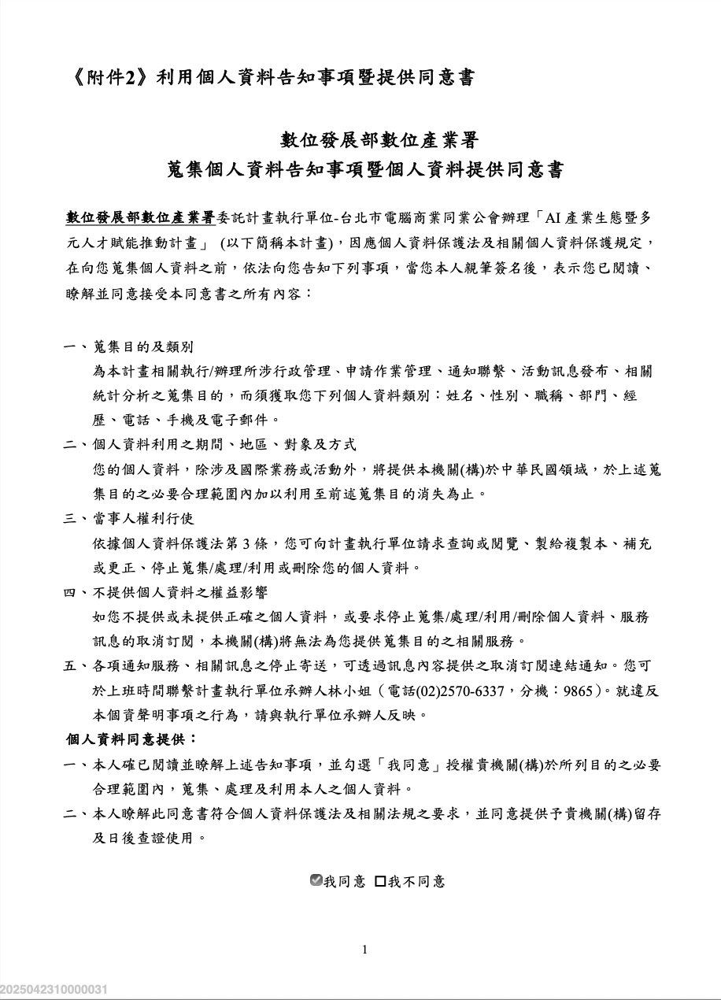 《附件2》利用個人資料告知事項暨提供同意書
數位發展部數位產業署
蒐集個人資料告知事項暨個人資料提供同意書
數位發展部數位產業署委託計畫執行單位-台北市電腦商業同業公會辦理「AI 產業生態暨多
元人才賦能推動計畫」 (以下簡稱本計畫)，因應個人資料保護法及相關個人資料保護規定，
在向您蒐集個人資料之前，依法向您告知下列事項，當您本人親筆簽名後，表示您已閱讀、
瞭解並同意接受本同意書之所有內容：
一、蒐集目的及類別
為本計畫相關執行/辦理所涉行政管理、申請作業管理、通知聯繫、活動訊息發布、相關
統計分析之蒐集目的，而須獲取您下列個人資料類別：姓名、性別、職稱、部門、經
歷、電話、手機及電子郵件。
二、個人資料利用之期間、地區、對象及方式
您的個人資料，除涉及國際業務或活動外，將提供本機關(構)於中華民國領域，於上述蒐
集目的之必要合理範圍內加以利用至前述蒐集目的消失為止。
三、當事人權利行使
依據個人資料保護法第 3 條，您可向計畫執行單位請求查詢或閱覽、製給複製本、補充
或更正、停止蒐集/處理/利用或刪除您的個人資料。
四、不提供個人資料之權益影響
如您不提供或未提供正確之個人資料，或要求停止蒐集/處理/利用/刪除個人資料、服務
訊息的取消訂閱，本機關(構)將無法為您提供蒐集目的之相關服務。
五、各項通知服務、相關訊息之停止寄送，可透過訊息內容提供之取消訂閱連結通知。您可
於上班時間聯繫計畫執行單位承辦人林小姐（電話(02)2570-6337，分機：9865）。就違反
本個資聲明事項之行為，請與執行單位承辦人反映。
個人資料同意提供：
一、本人確已閱讀並瞭解上述告知事項，並勾選「我同意」授權貴機關(構)於所列目的之必要
合理範圍內，蒐集、處理及利用本人之個人資料。
二、本人瞭解此同意書符合個人資料保護法及相關法規之要求，並同意提供予貴機關(構)留存
及日後查證使用。
☑我同意 □我不同意
1
2025042310000031